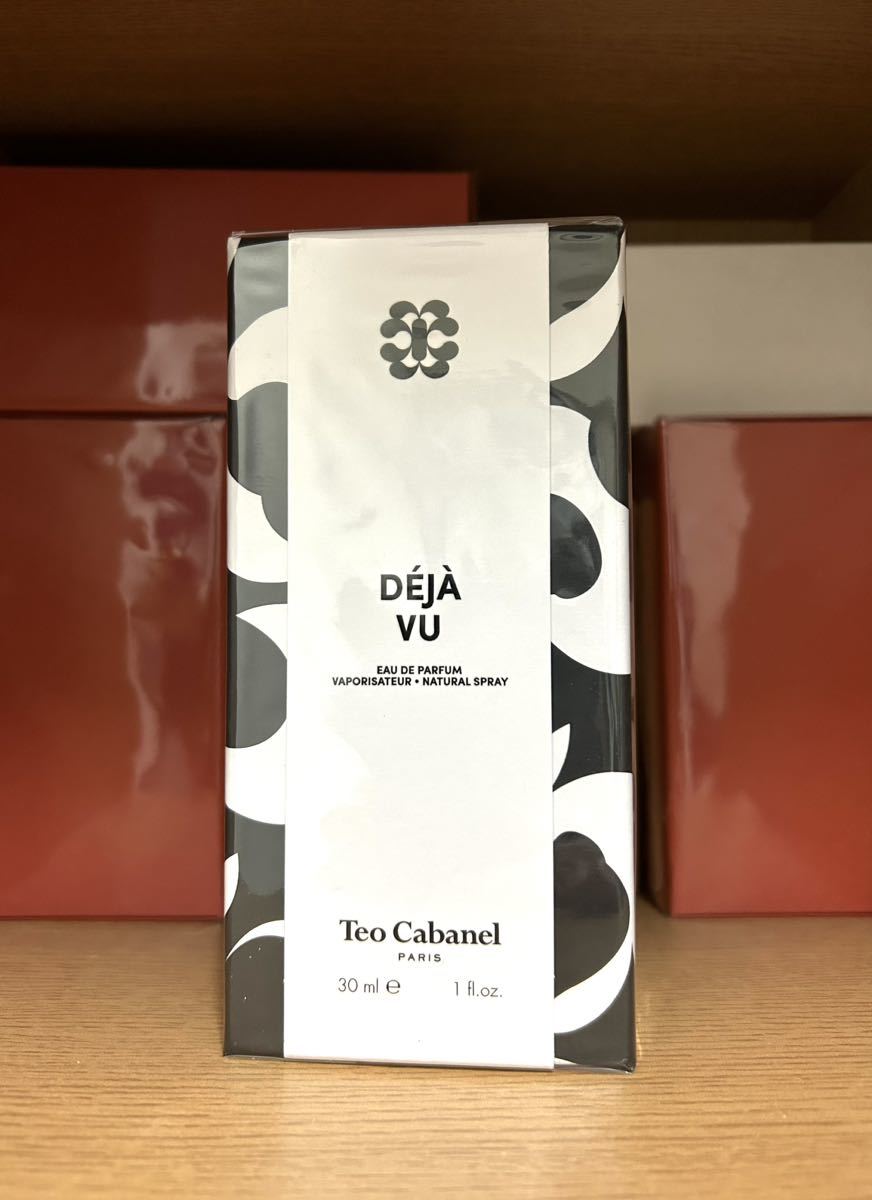 DÉJÀ
VU
EAU DE PARFUM
VAPORISATEUR • NATURAL SPRAY
Teo Cabanel
PARIS
30 ml ℮ 1 fl.oz.